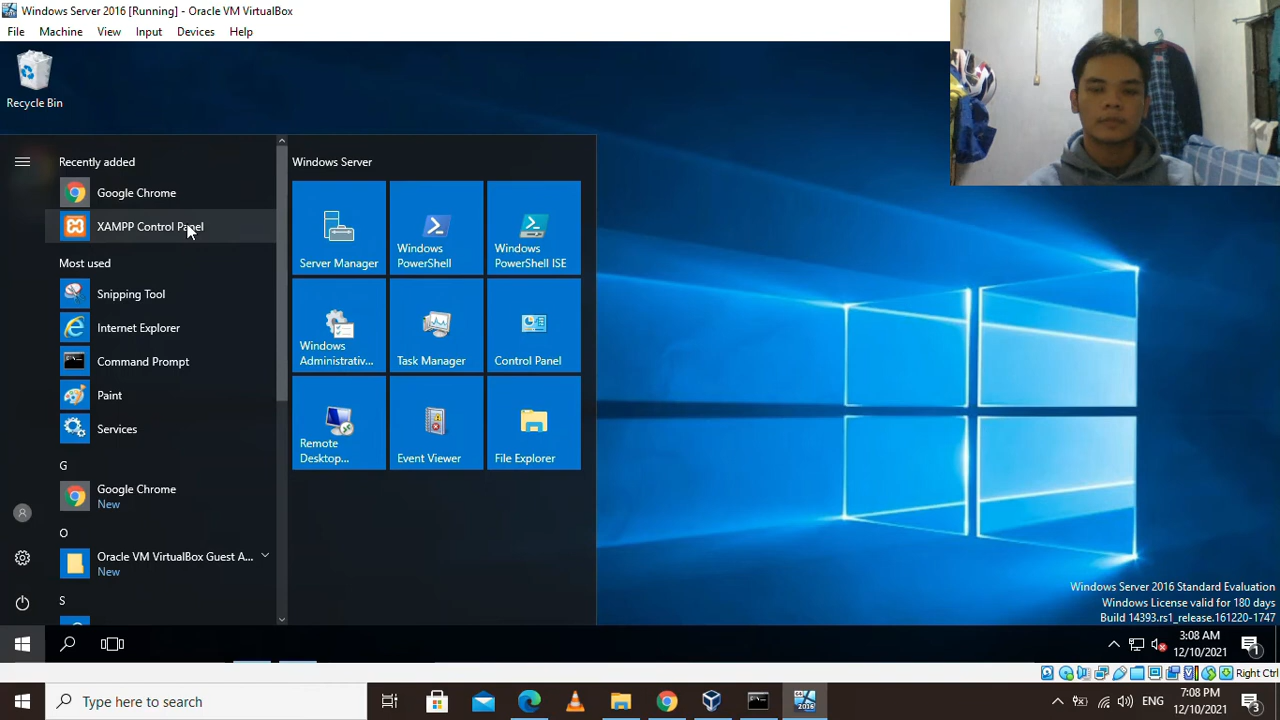 Windows Server 2016 [Running] - Oracle VM VirtualBox
File Machine View Input Devices Help
Recycle Bin
Recently added
Google Chrome
XAMPP Control Panel
Most used
Snipping Tool
Internet Explorer
Command Prompt
Paint
Services
G
Google Chrome
New
O
Oracle VM VirtualBox Guest A...
New
S
Windows Server
Server Manager
Windows
PowerShell
Windows
PowerShell ISE
Windows
Administrativ...
Task Manager
Control Panel
Remote
Desktop...
Event Viewer
File Explorer
Windows Server 2016 Standard Evaluation
Windows License valid for 180 days
Build 14393.rs1_release.161220-1747
3:08 AM
12/10/2021
1
Right Ctrl
Type here to search
2016
ENG
7:08 PM
12/10/2021
3